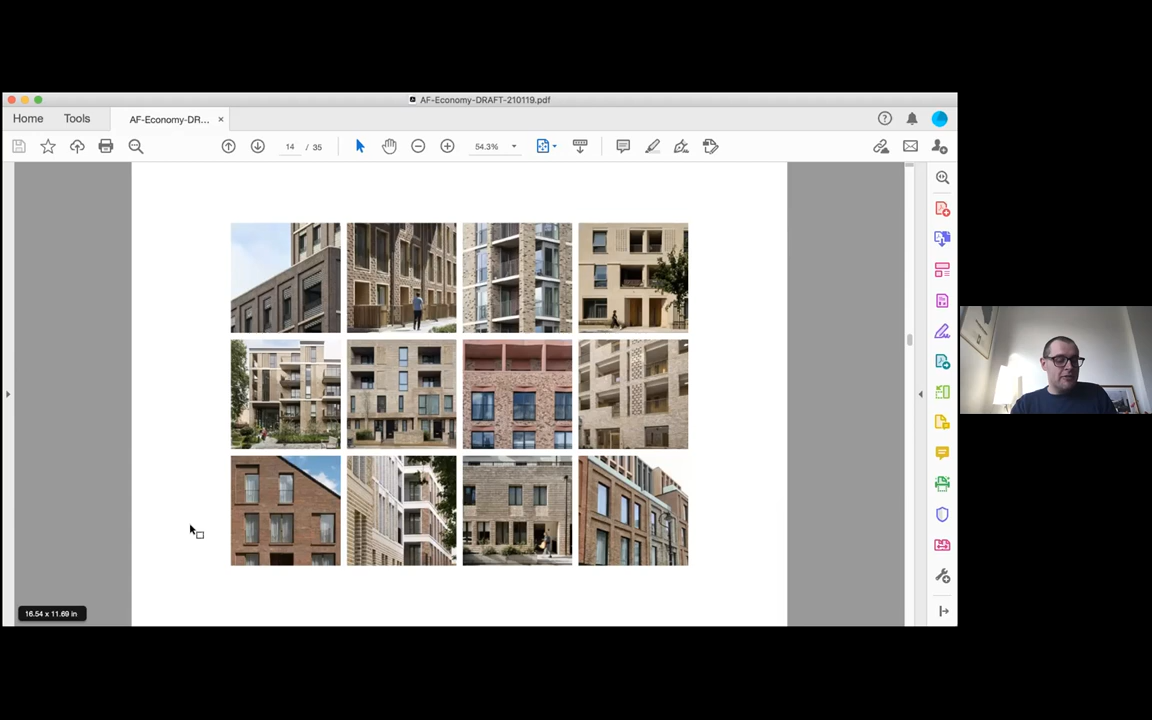 AF-Economy-DRAFT-210119.pdf
Home
Tools
AF-Economy-DR...
14 / 35
54.3%
16.54 x 11.69 in